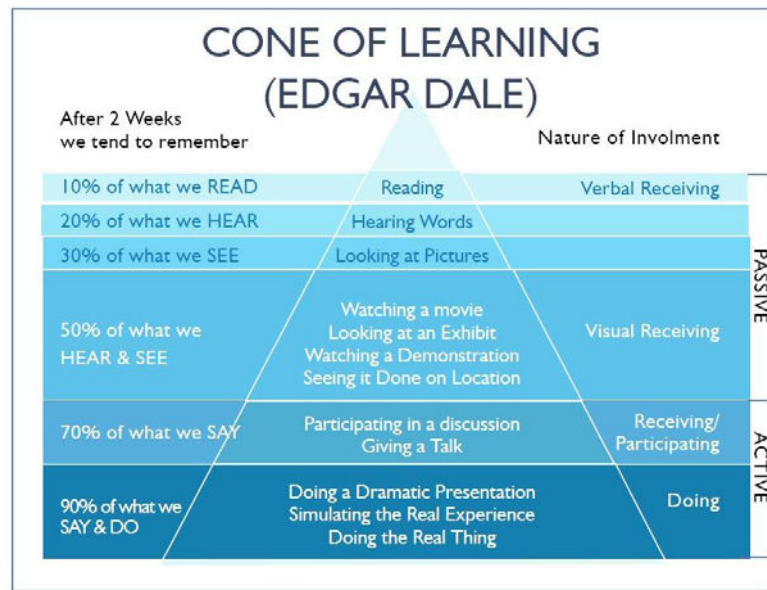 CONE OF LEARNING
(EDGAR DALE)
After 2 Weeks
we tend to remember
Nature of Involment
10% of what we READ
Reading
Verbal Receiving
20% of what we HEAR
Hearing Words
30% of what we SEE
Looking at Pictures
50% of what we
HEAR & SEE
Watching a movie
Looking at an Exhibit
Watching a Demonstration
Seeing it Done on Location
Visual Receiving
PASSIVE
70% of what we SAY
Participating in a discussion
Giving a Talk
Receiving/
Participating
90% of what we
SAY & DO
Doing a Dramatic Presentation
Simulating the Real Experience
Doing the Real Thing
Doing
ACTIVE